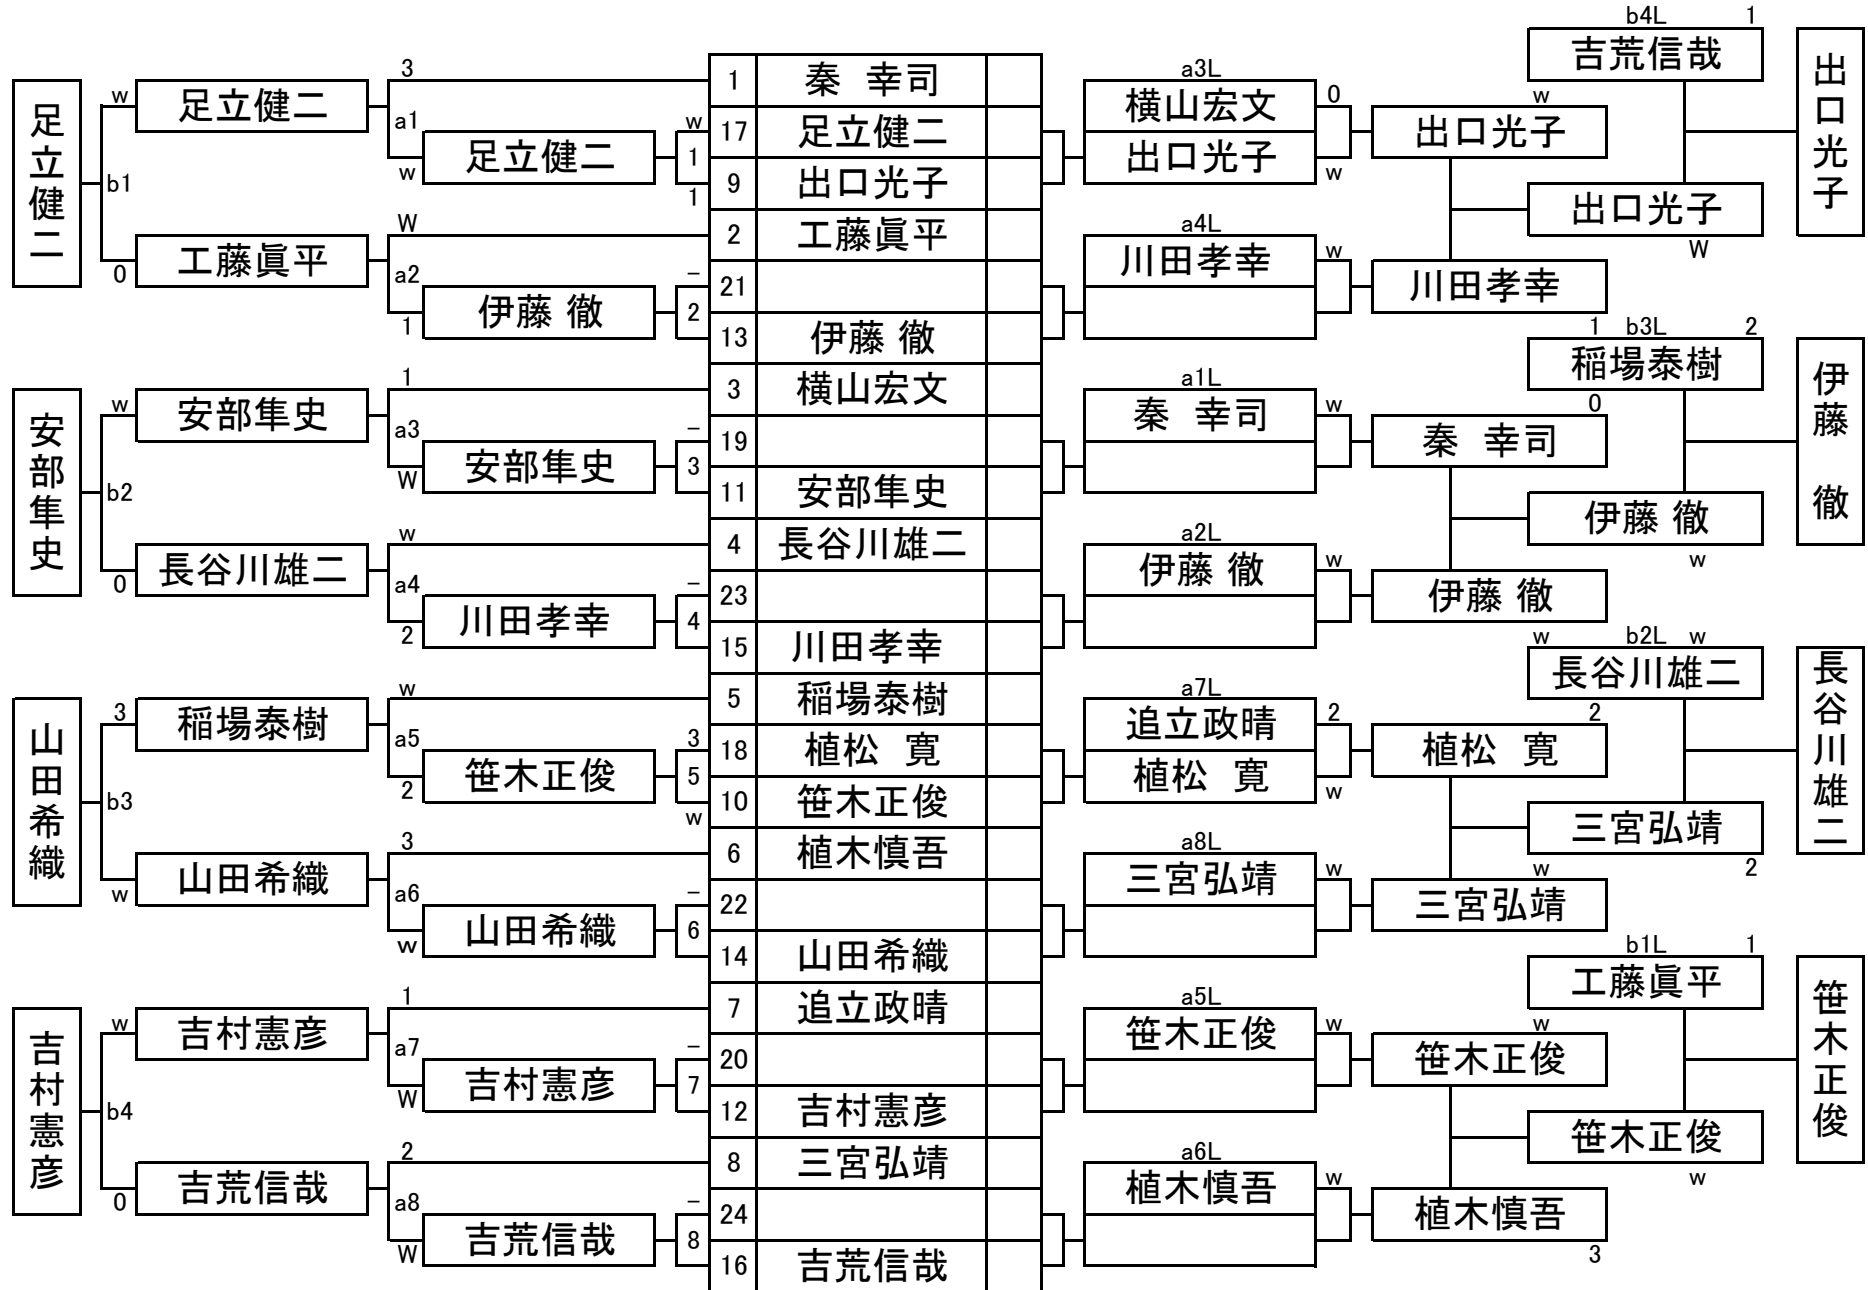 b4L 1
吉荒信哉
出口光子
3
1 秦 幸司
a3L
w 足立健二
横山宏文 0
w
足立健二
a1
w
17 足立健二
出口光子
足立健二
1
出口光子 w
w
1
9 出口光子
b1
W
2 工藤眞平
a4L
出口光子
W
0 工藤眞平
川田孝幸 w
a2
–
21
川田孝幸
伊藤 徹
2
1
13 伊藤 徹
1 b3L 2
稲場泰樹
伊藤 徹
1
3 横山宏文
a1L
w 安部隼史
秦 幸司 w
0
安部隼史
a3
–
19
秦 幸司
安部隼史
3
W
11 安部隼史
b2
伊藤 徹
w
w
4 長谷川雄二
a2L
0 長谷川雄二
伊藤 徹 w
a4
–
23
伊藤 徹
川田孝幸
4
2
15 川田孝幸
w b2L w
長谷川雄二
長谷川雄二
w
5 稲場泰樹
a7L
3 稲場泰樹
追立政晴 2
2
山田希織
a5
3
18 植松 寛
植松 寛
笹木正俊
5
植松 寛 w
2
w
10 笹木正俊
b3
三宮弘靖
2
3
6 植木慎吾
a8L
w 山田希織
三宮弘靖 w
w
a6
–
22
三宮弘靖
山田希織
6
w
14 山田希織
b1L 1
工藤眞平
笹木正俊
1
7 追立政晴
a5L
w 吉村憲彦
笹木正俊 w
w
吉村憲彦
a7
–
20
笹木正俊
吉村憲彦
7
W
12 吉村憲彦
b4
笹木正俊
w
2
8 三宮弘靖
a6L
0 吉荒信哉
植木慎吾 w
a8
–
24
植木慎吾
3
吉荒信哉
8
W
16 吉荒信哉